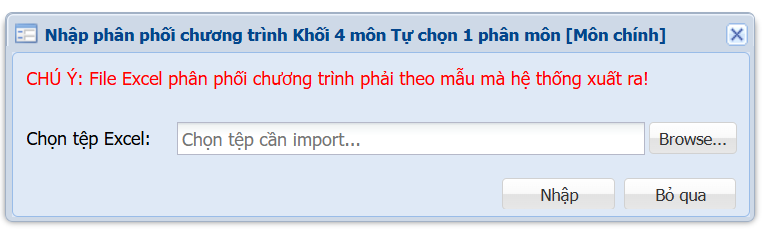 Nhập phân phối chương trình Khối 4 môn Tự chọn 1 phân môn [Môn chính]
CHÚ Ý: File Excel phân phối chương trình phải theo mẫu mà hệ thống xuất ra!
Chọn tệp Excel: Chọn tệp cần import... Browse...
Nhập Bỏ qua